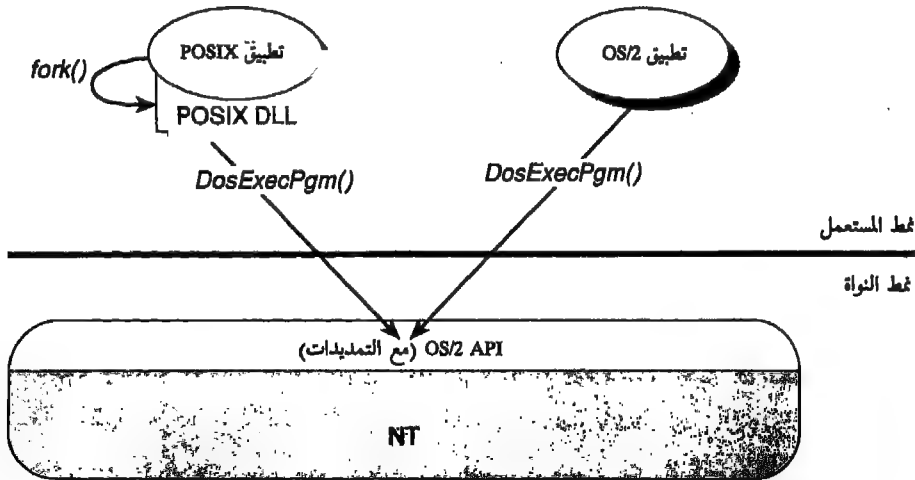 تطبيق POSIX
تطبيق OS/2
fork()
POSIX DLL
DosExecPgm()
DosExecPgm()
نمط المستعمل
نمط النواة
OS/2 API (مع التمديدات)
NT